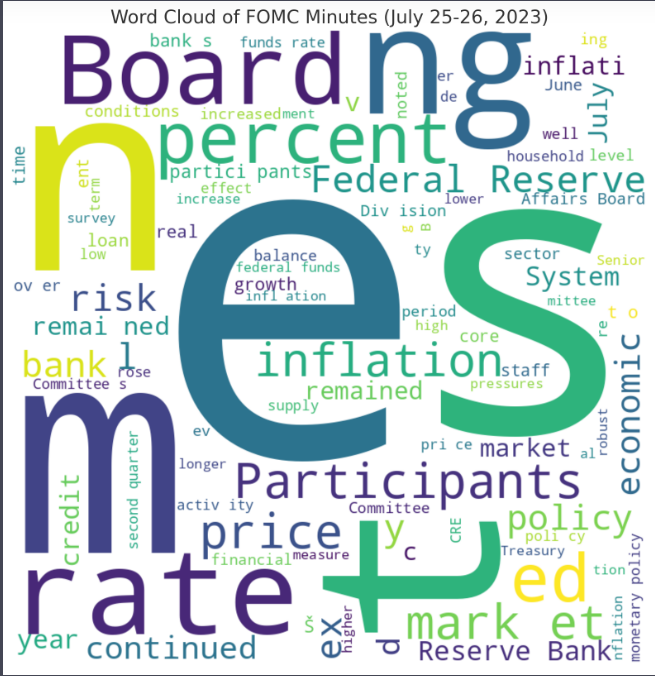 Word Cloud of FOMC Minutes (July 25-26, 2023)
bank s
funds rate
ing
Board
ng
inflati
er
de
June
July
conditions
increased
ment
v
noted
well
percent
household
level
time
n
ent
term
partici pants
effect
increase
Federal Reserve
lower
Affairs Board
survey
Div ision
loan
low
real
g
B
ty
balance
federal funds
growth
infl ation
sector
Senior
System
ov er
risk
e
s
period
high
core
mittee
t o
re
remai ned
l
bank
rose
Committee s
inflation
staff
remained
pressures
supply
economic
m
ev
pri ce
market
al
robust
longer
second quarter
credit
Participants
activ ity
Committee
price
y
c
CRE
policy
poli cy
Treasury
financial
measure
t
ed
tion
monetary policy
rate
S
higher
ex
d
mark et
nflation
year
continued
Reserve Bank